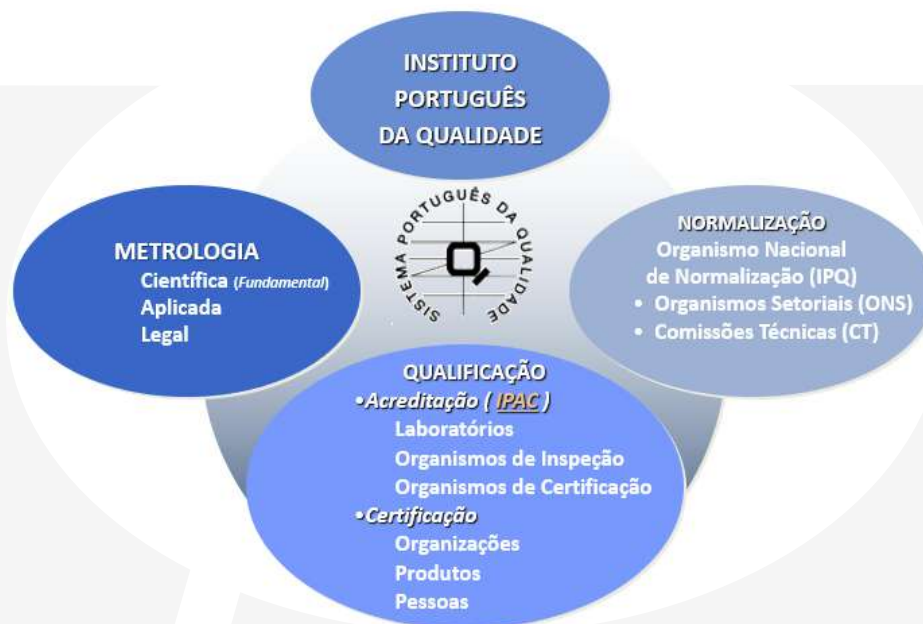 INSTITUTO
PORTUGUÊS
DA QUALIDADE
METROLOGIA
Científica (Fundamental)
Aplicada
Legal
SISTEMA PORTUGUÊS DA QUALIDADE
Q
NORMALIZAÇÃO
Organismo Nacional
de Normalização (IPQ)
• Organismos Setoriais (ONS)
• Comissões Técnicas (CT)
QUALIFICAÇÃO
•Acreditação ( IPAC )
Laboratórios
Organismos de Inspeção
Organismos de Certificação
•Certificação
Organizações
Produtos
Pessoas